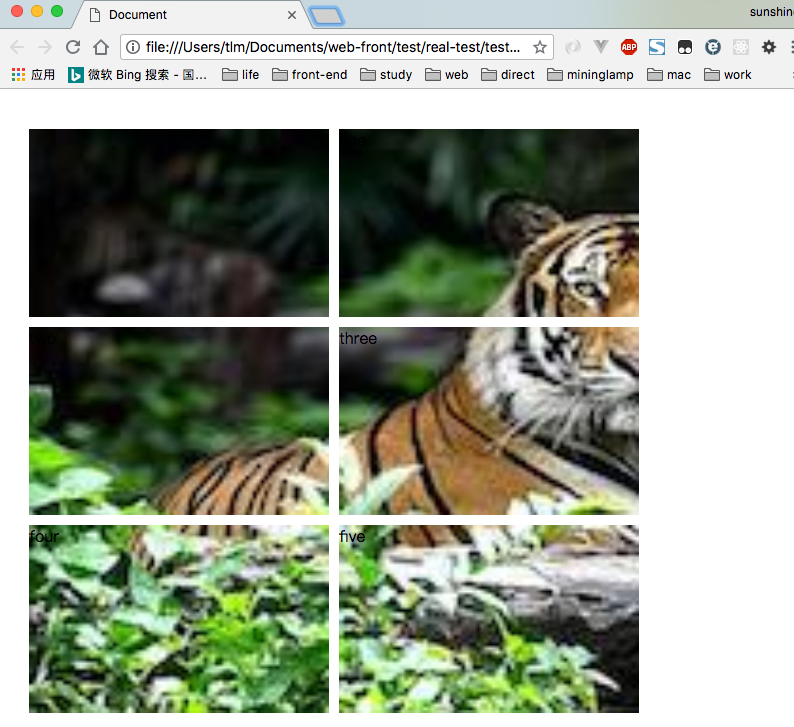 Document
sunshin
file:///Users/tlm/Documents/web-front/test/real-test/test...
ABP
应用
微软 Bing 搜索 - 国...
life
front-end
study
web
direct
mininglamp
mac
work
three
four
five